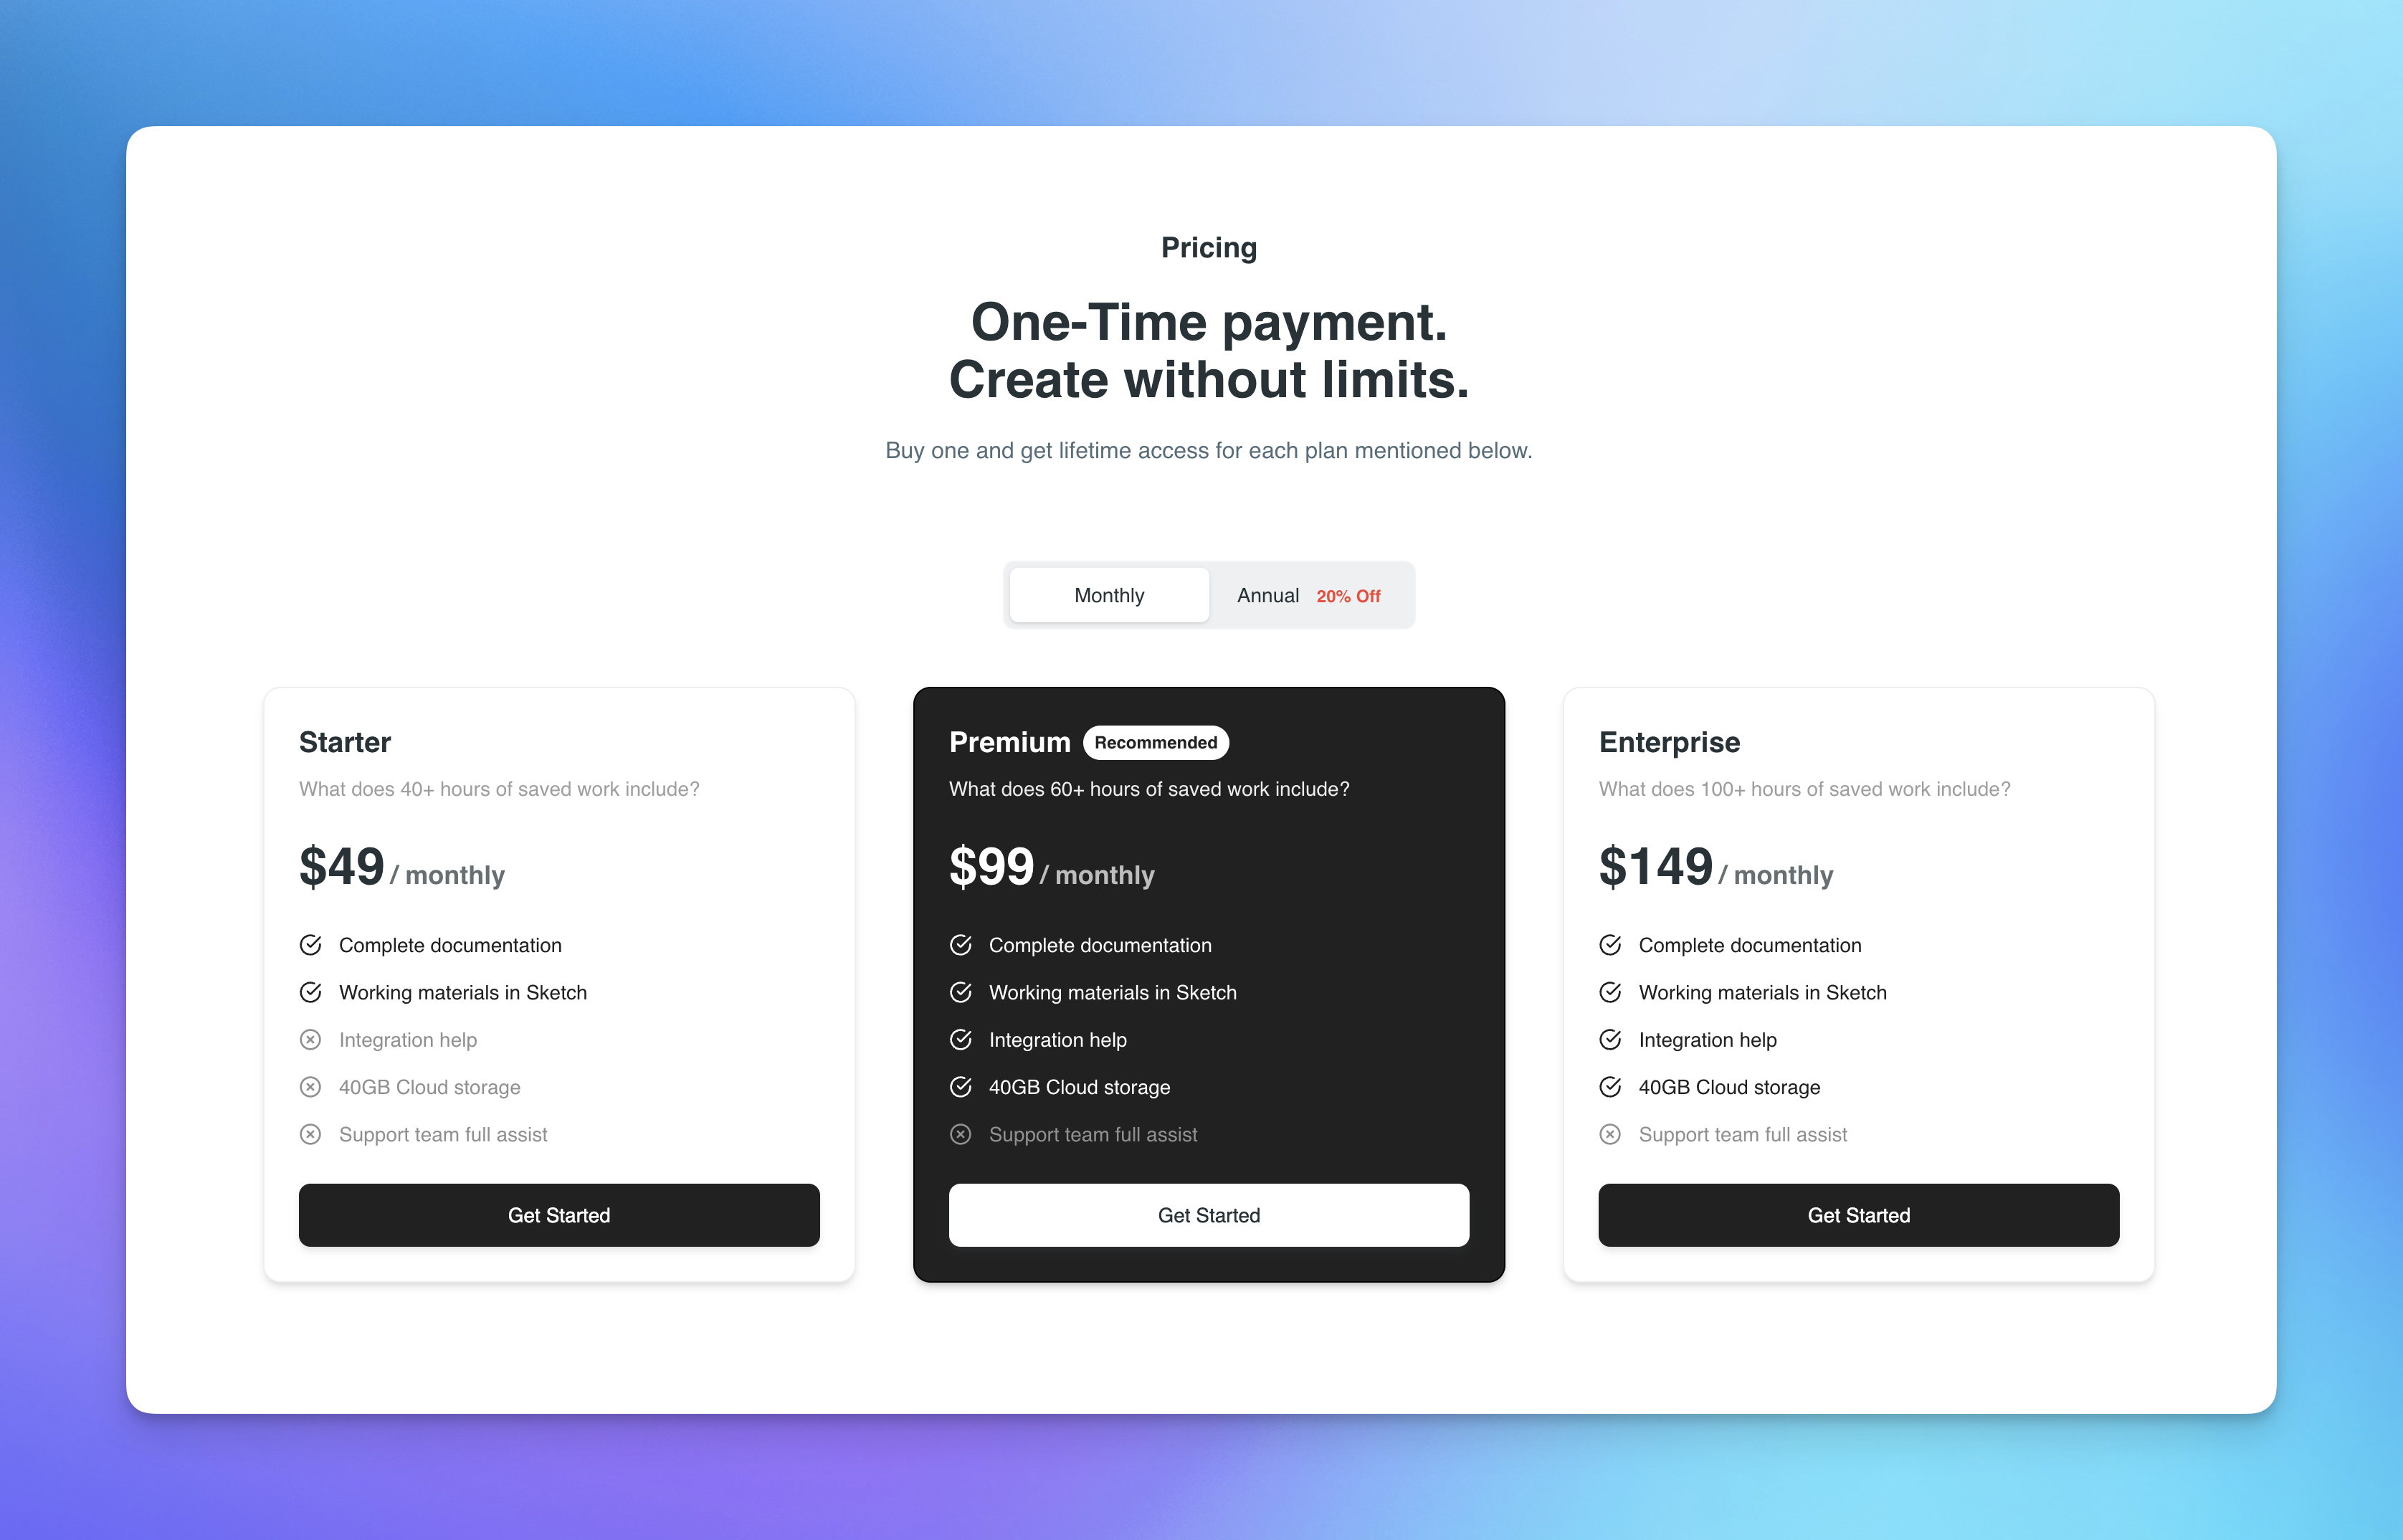 Pricing
One-Time payment.
Create without limits.
Buy one and get lifetime access for each plan mentioned below.
Monthly
Annual 20% Off
Starter
What does 40+ hours of saved work include?
$49 / monthly
Complete documentation
Working materials in Sketch
Integration help
40GB Cloud storage
Support team full assist
Get Started
Premium Recommended
What does 60+ hours of saved work include?
$99 / monthly
Complete documentation
Working materials in Sketch
Integration help
40GB Cloud storage
Support team full assist
Get Started
Enterprise
What does 100+ hours of saved work include?
$149 / monthly
Complete documentation
Working materials in Sketch
Integration help
40GB Cloud storage
Support team full assist
Get Started